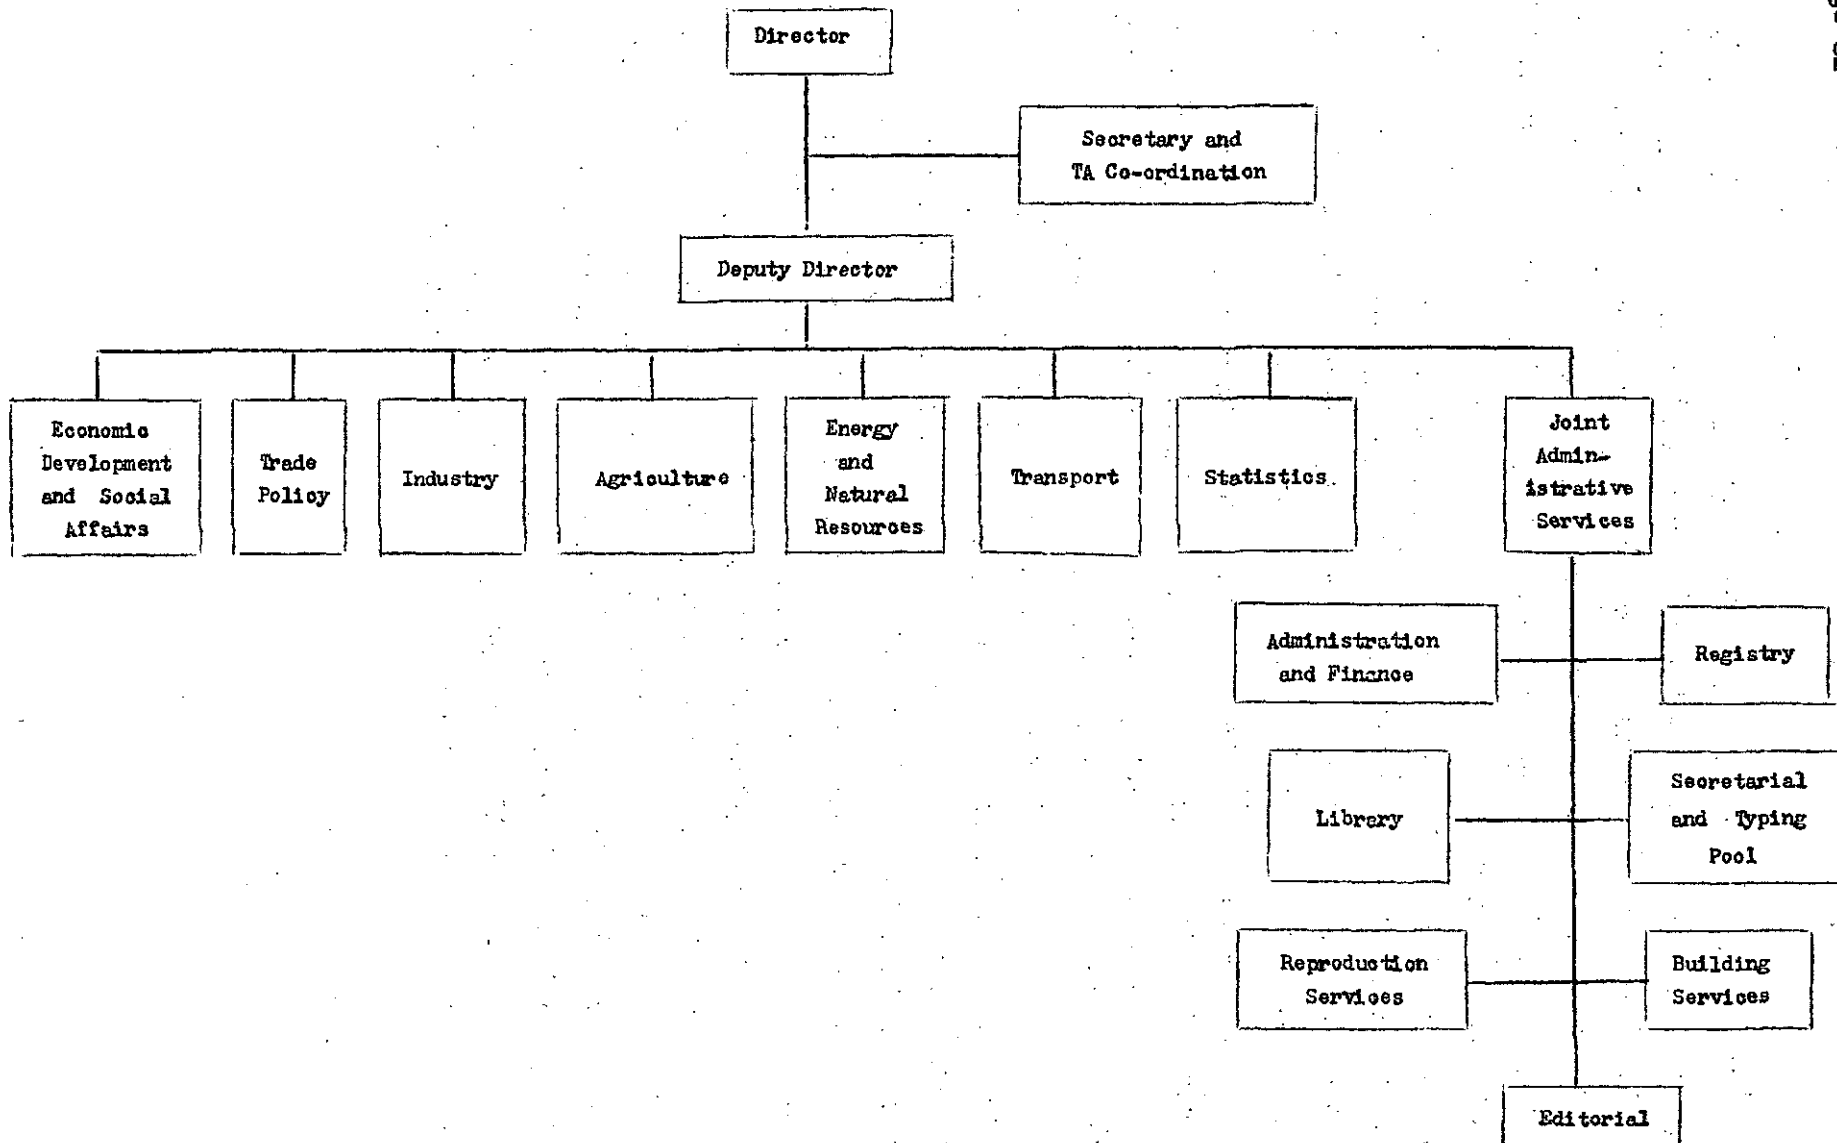 Director
Secretary and
TA Co-ordination
Deputy Director
Economic
Development
and Social
Affairs
Trade
Policy
Industry
Agriculture
Energy
and
Natural
Resources
Transport
Statistics
Joint
Admin-
istrative
Services
Administration
and Finance
Registry
Library
Secretarial
and Typing
Pool
Reproduction
Services
Building
Services
Editorial